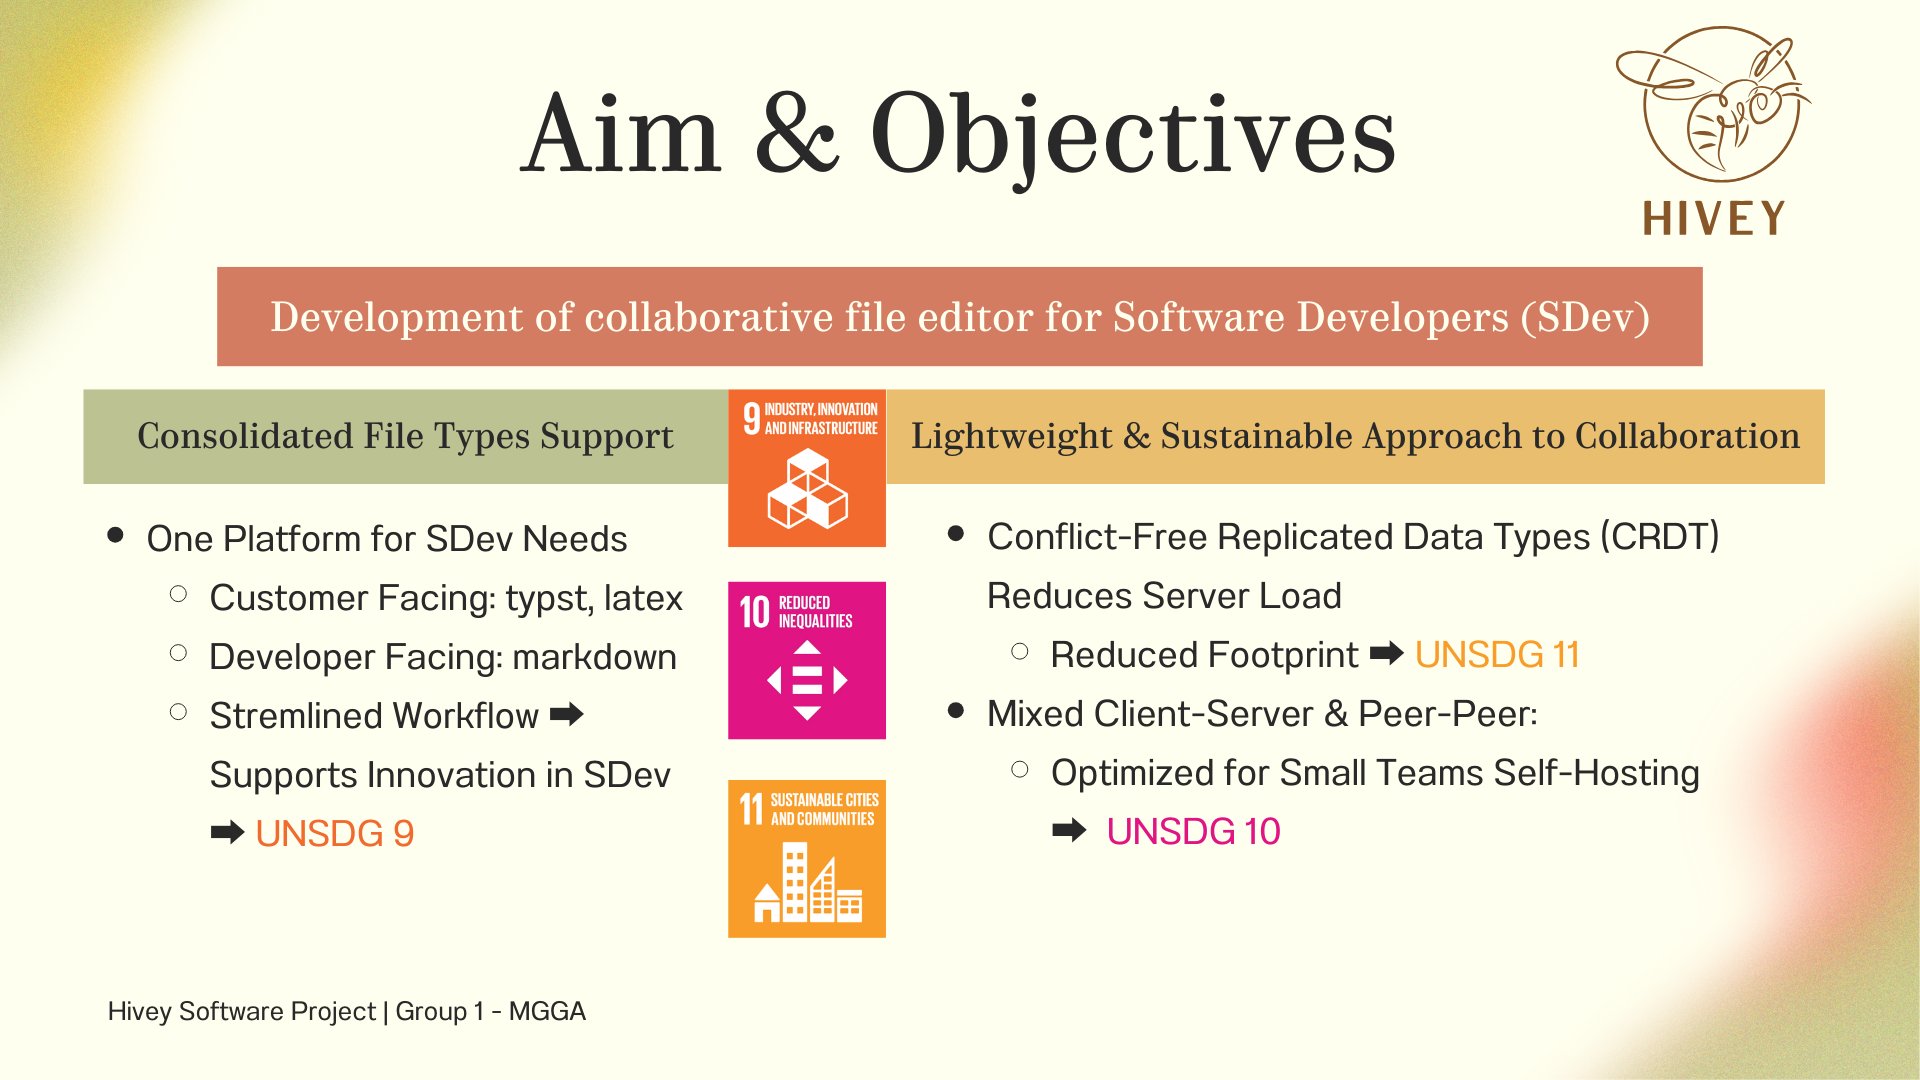 Aim & Objectives
HIVEY
Development of collaborative file editor for Software Developers (SDev)
Consolidated File Types Support
● One Platform for SDev Needs
○ Customer Facing: typst, latex
○ Developer Facing: markdown
○ Stremlined Workflow ➡
Supports Innovation in SDev
➡ UNSDG 9
9 INDUSTRY, INNOVATION
AND INFRASTRUCTURE
10 REDUCED
INEQUALITIES
11 SUSTAINABLE CITIES
AND COMMUNITIES
Lightweight & Sustainable Approach to Collaboration
● Conflict-Free Replicated Data Types (CRDT)
Reduces Server Load
○ Reduced Footprint ➡ UNSDG 11
● Mixed Client-Server & Peer-Peer:
○ Optimized for Small Teams Self-Hosting
➡ UNSDG 10
Hivey Software Project | Group 1 - MGGA